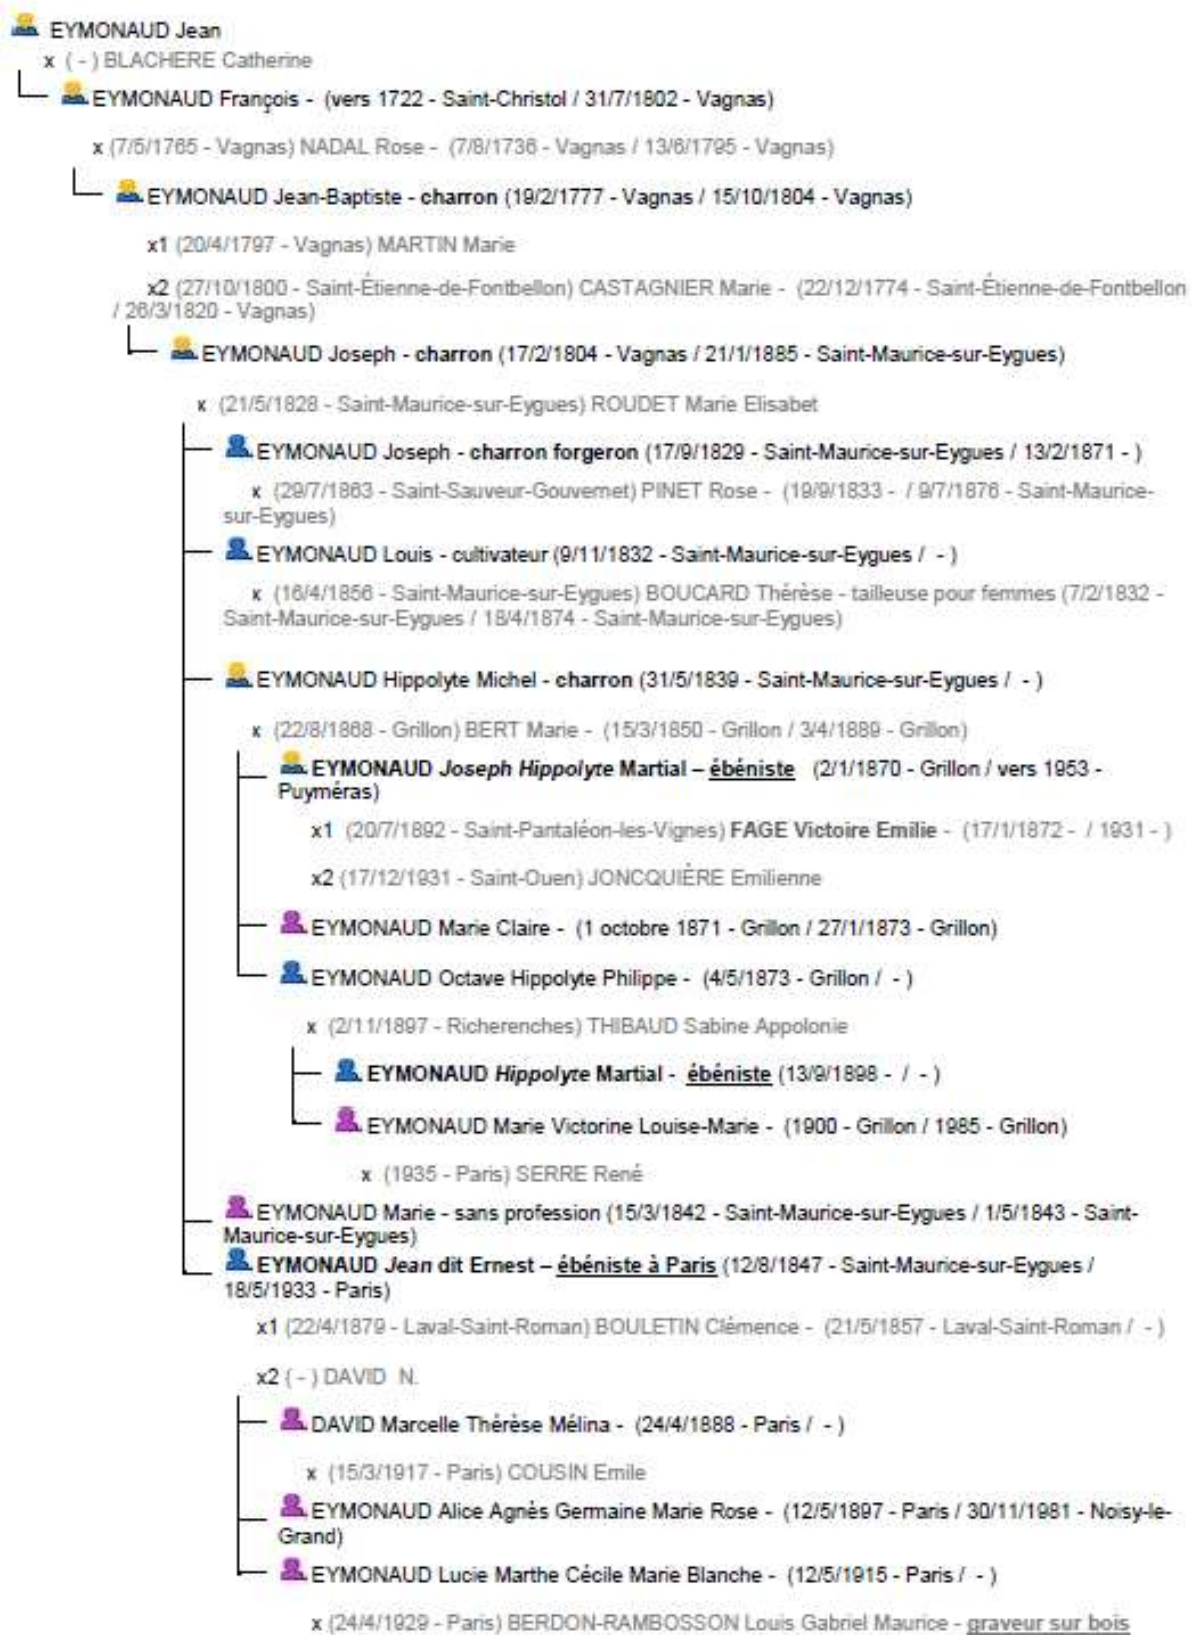 EYMONAUD Jean
x ( - ) BLACHERE Catherine
EYMONAUD François - (vers 1722 - Saint-Christol / 31/7/1802 - Vagnas)
x (7/5/1765 - Vagnas) NADAL Rose - (7/8/1736 - Vagnas / 13/6/1795 - Vagnas)
EYMONAUD Jean-Baptiste - charron (19/2/1777 - Vagnas / 15/10/1804 - Vagnas)
x1 (20/4/1797 - Vagnas) MARTIN Marie
x2 (27/10/1800 - Saint-Étienne-de-Fontbellon) CASTAGNIER Marie - (22/12/1774 - Saint-Étienne-de-Fontbellon
/ 26/3/1820 - Vagnas)
EYMONAUD Joseph - charron (17/2/1804 - Vagnas / 21/1/1885 - Saint-Maurice-sur-Eygues)
x (21/5/1828 - Saint-Maurice-sur-Eygues) ROUDET Marie Elisabet
EYMONAUD Joseph - charron forgeron (17/9/1829 - Saint-Maurice-sur-Eygues / 13/2/1871 - )
x (29/7/1863 - Saint-Sauveur-Gouvernet) PINET Rose - (19/9/1833 - / 9/7/1876 - Saint-Maurice-
sur-Eygues)
EYMONAUD Louis - cultivateur (9/11/1832 - Saint-Maurice-sur-Eygues / - )
x (16/4/1856 - Saint-Maurice-sur-Eygues) BOUCARD Thérèse - tailleuse pour femmes (7/2/1832 -
Saint-Maurice-sur-Eygues / 18/4/1874 - Saint-Maurice-sur-Eygues)
EYMONAUD Hippolyte Michel - charron (31/5/1839 - Saint-Maurice-sur-Eygues / - )
x (22/8/1868 - Grillon) BERT Marie - (15/3/1850 - Grillon / 3/4/1889 - Grillon)
EYMONAUD Joseph Hippolyte Martial – ébéniste (2/1/1870 - Grillon / vers 1953 -
Puyméras)
x1 (20/7/1892 - Saint-Pantaléon-les-Vignes) FAGE Victoire Emilie - (17/1/1872 - / 1931 - )
x2 (17/12/1931 - Saint-Ouen) JONCQUIÈRE Emilienne
EYMONAUD Marie Claire - (1 octobre 1871 - Grillon / 27/1/1873 - Grillon)
EYMONAUD Octave Hippolyte Philippe - (4/5/1873 - Grillon / - )
x (2/11/1897 - Richerenches) THIBAUD Sabine Appolonie
EYMONAUD Hippolyte Martial - ébéniste (13/9/1898 - / - )
EYMONAUD Marie Victorine Louise-Marie - (1900 - Grillon / 1985 - Grillon)
x (1935 - Paris) SERRE René
EYMONAUD Marie - sans profession (15/3/1842 - Saint-Maurice-sur-Eygues / 1/5/1843 - Saint-
Maurice-sur-Eygues)
EYMONAUD Jean dit Ernest – ébéniste à Paris (12/8/1847 - Saint-Maurice-sur-Eygues /
18/5/1933 - Paris)
x1 (22/4/1879 - Laval-Saint-Roman) BOULETIN Clémence - (21/5/1857 - Laval-Saint-Roman / - )
x2 ( - ) DAVID N.
DAVID Marcelle Thérèse Mélina - (24/4/1888 - Paris / - )
x (15/3/1917 - Paris) COUSIN Emile
EYMONAUD Alice Agnès Germaine Marie Rose - (12/5/1897 - Paris / 30/11/1981 - Noisy-le-
Grand)
EYMONAUD Lucie Marthe Cécile Marie Blanche - (12/5/1915 - Paris / - )
x (24/4/1929 - Paris) BERDON-RAMBOSSON Louis Gabriel Maurice - graveur sur bois